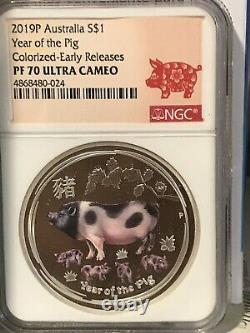 2019P Australia S$1
Year of the Pig
Colorized-Early Releases
PF 70 ULTRA CAMEO
4868480-024
NGC
豬
P
Year of the Pig